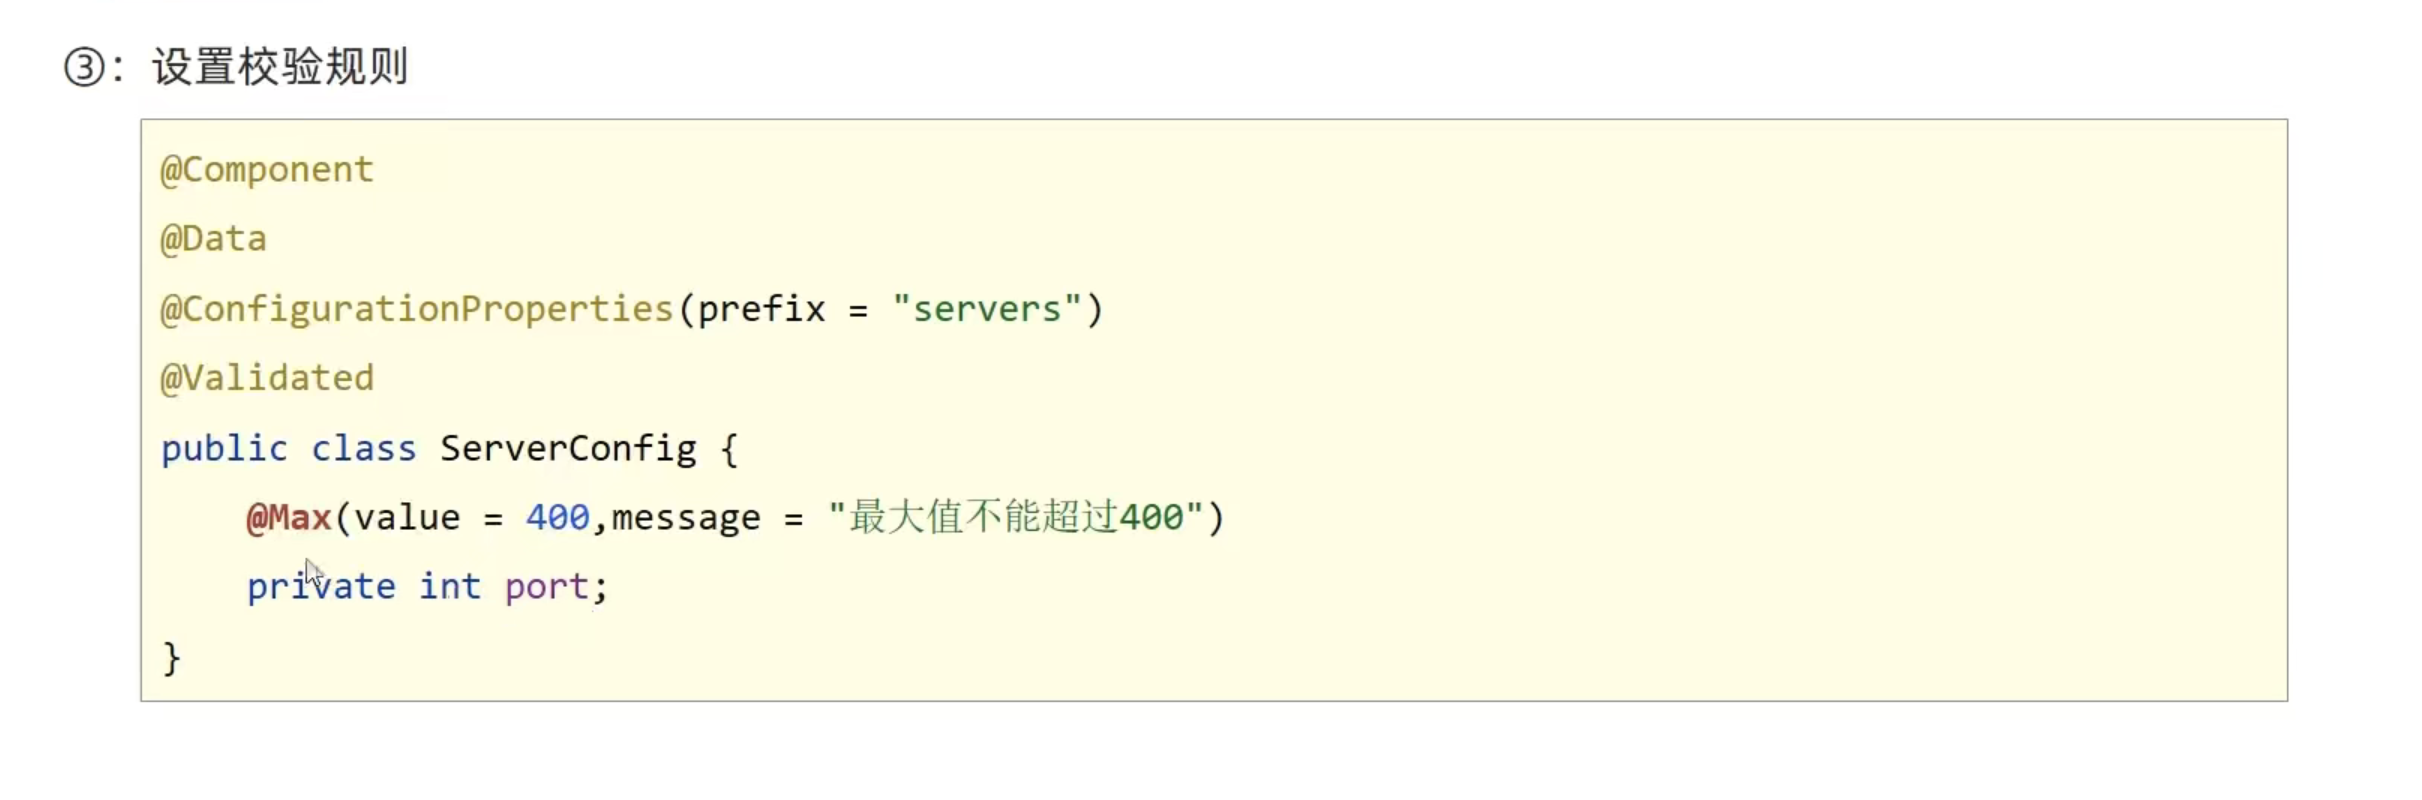 ③：设置校验规则
@Component
@Data
@ConfigurationProperties(prefix = "servers")
@Validated
public class ServerConfig {
@Max(value = 400,message = "最大值不能超过400")
private int port;
}